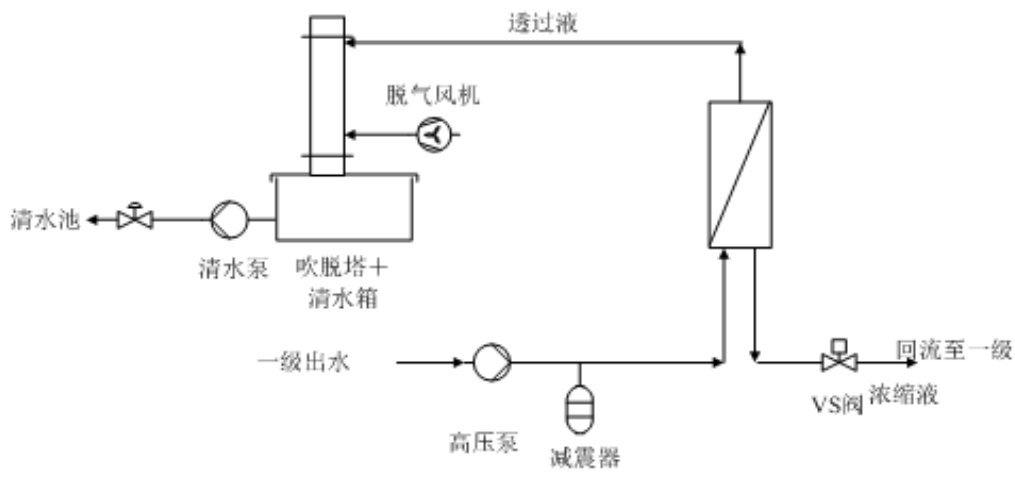 透过液
脱气风机
清水池
清水泵
吹脱塔＋
清水箱
一级出水
回流至一级
VS阀
浓缩液
高压泵
减震器